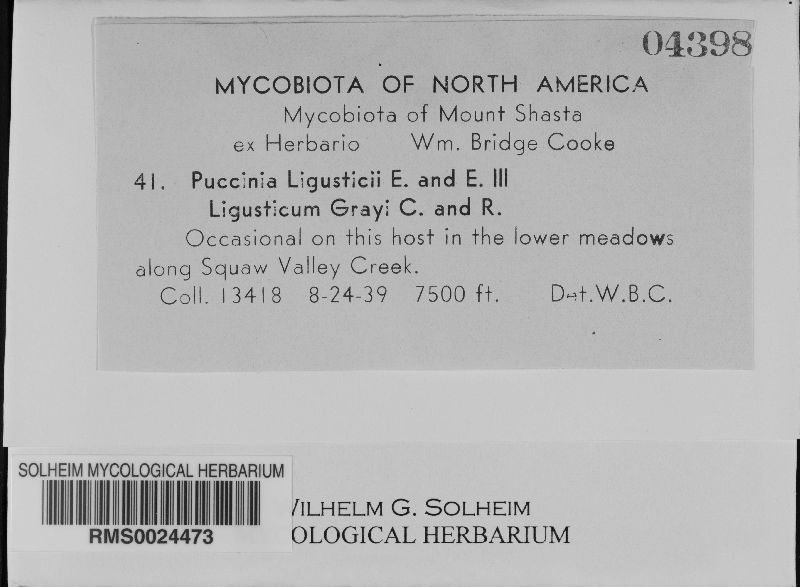 04398
MYCOBIOTA OF NORTH AMERICA
Mycobiota of Mount Shasta
ex Herbario Wm. Bridge Cooke
41. Puccinia Ligusticii E. and E. III
Ligusticum Grayi C. and R.
Occasional on this host in the lower meadows
along Squaw Valley Creek.
Coll. 13418 8-24-39 7500 ft. Det.W.B.C.
SOLHEIM MYCOLOGICAL HERBARIUM
RMS0024473
ILHELM G. SOLHEIM
OLOGICAL HERBARIUM